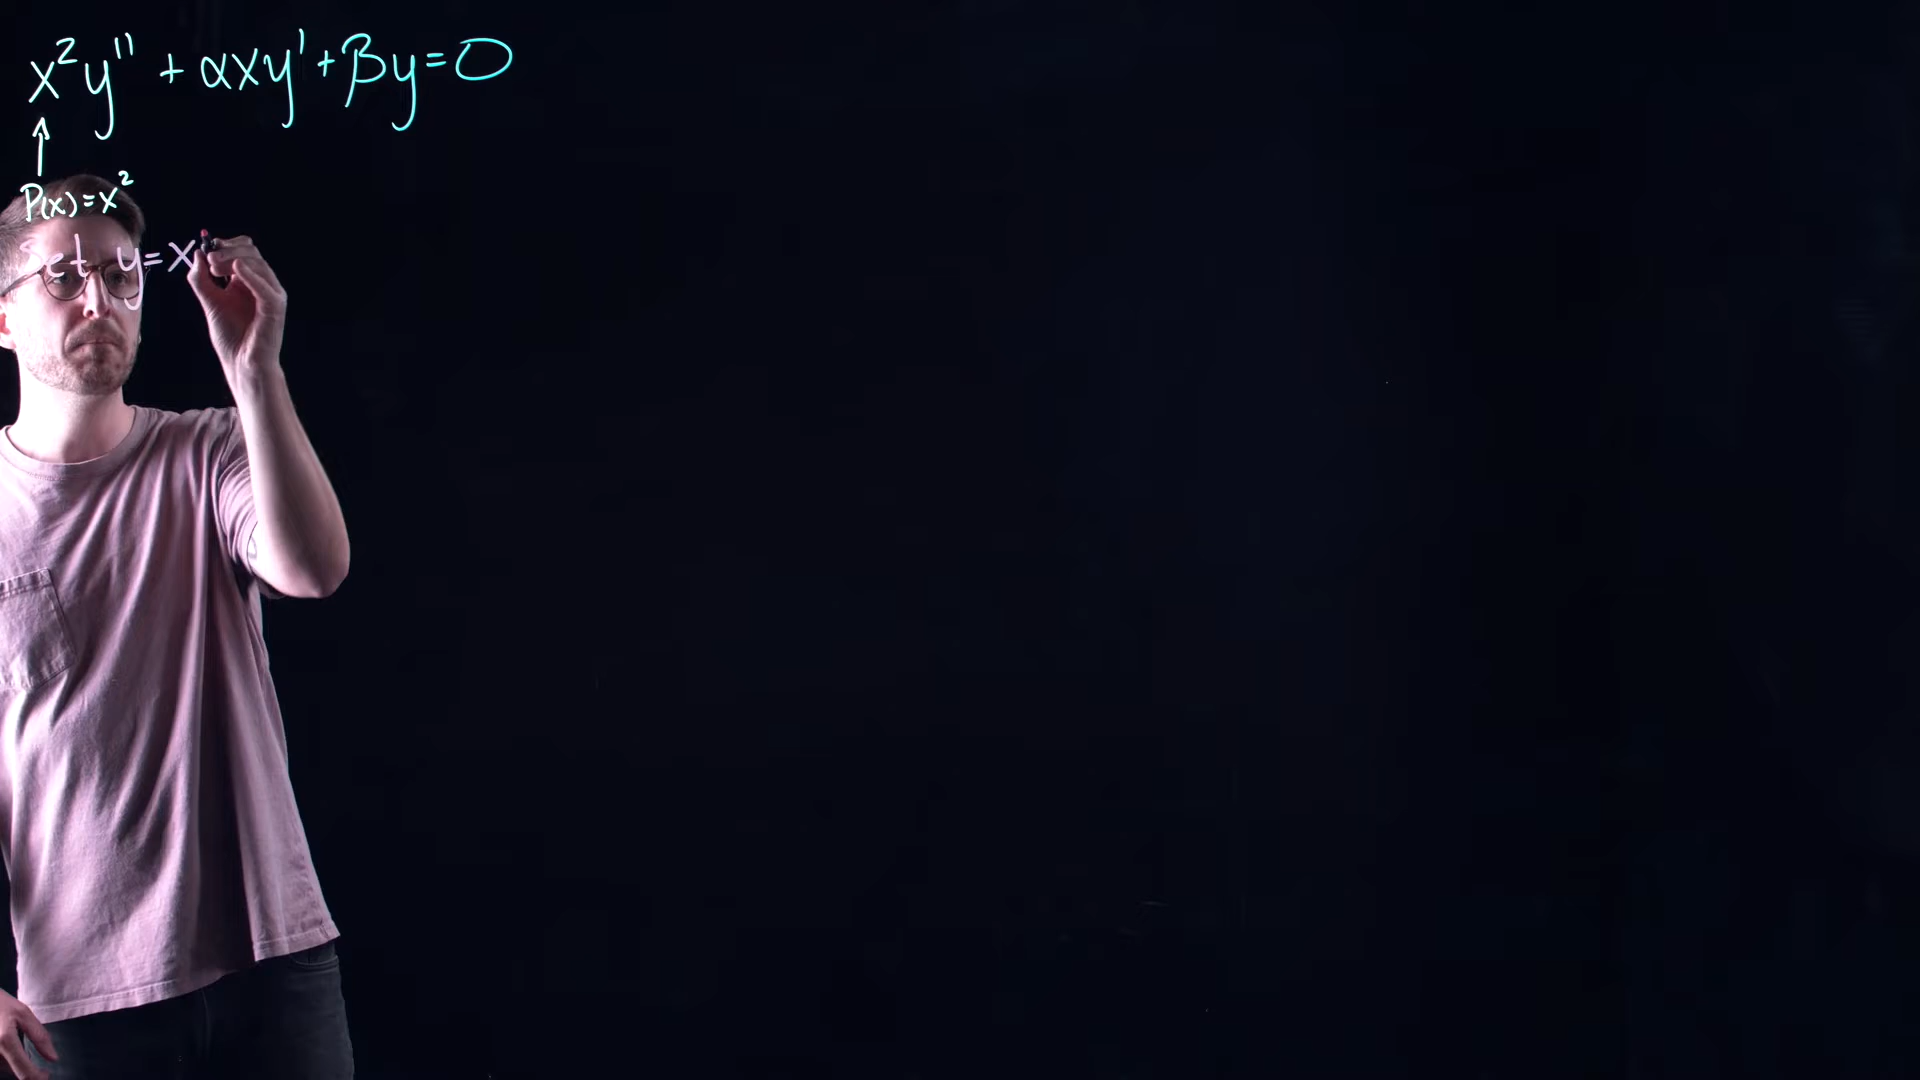 x²y'' + αxy' + βy = 0
P(x) = x²
Set y = x